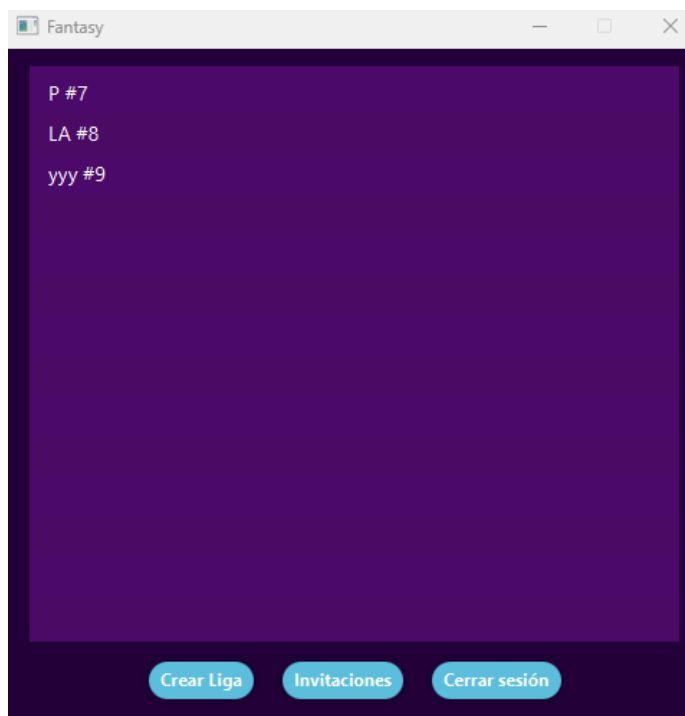 Fantasy
P #7
LA #8
yyy #9
Crear Liga Invitaciones Cerrar sesión